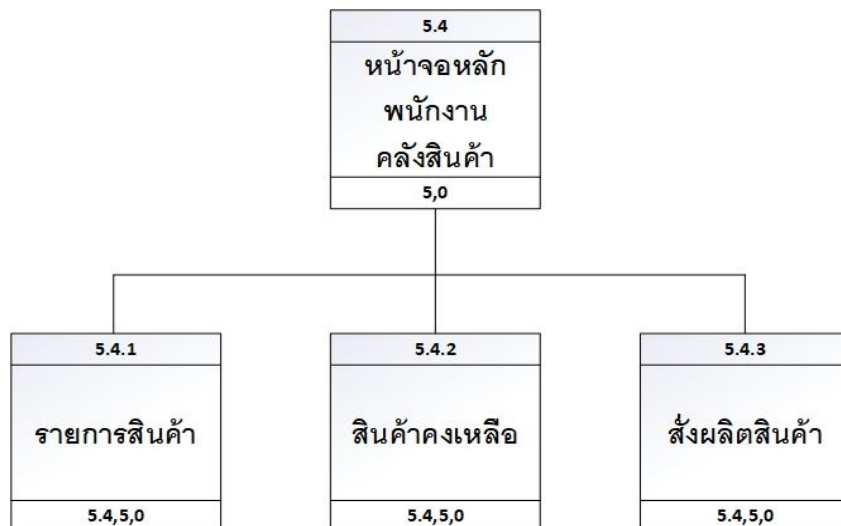 5.4
หน้าจอหลัก
พนักงาน
คลังสินค้า
5,0
5.4.1
รายการสินค้า
5.4,5,0
5.4.2
สินค้าคงเหลือ
5.4,5,0
5.4.3
สั่งผลิตสินค้า
5.4,5,0